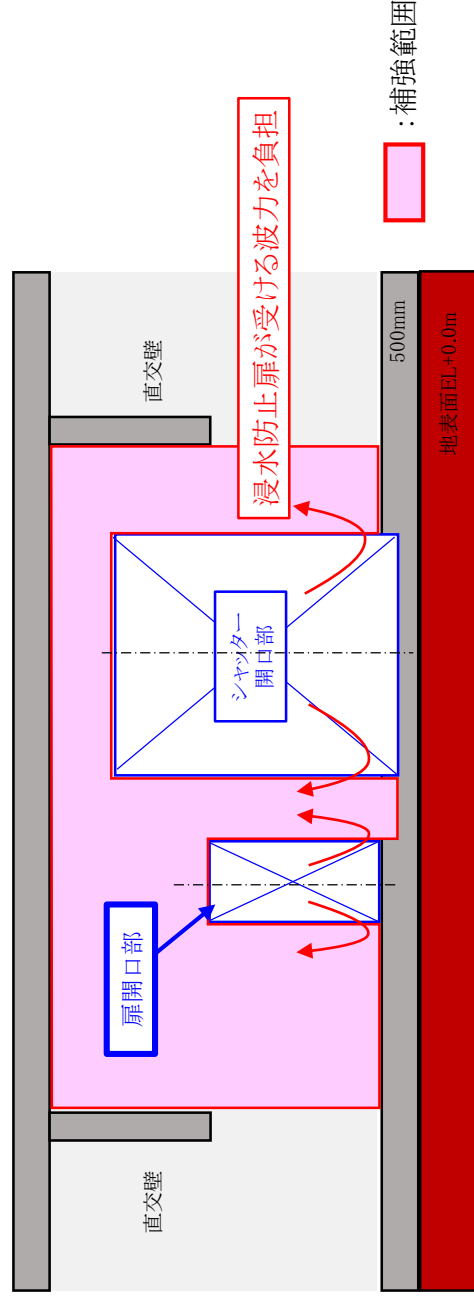 直交壁
扉開口部
シャッター
開口部
浸水防止扉が受ける波力を負担
直交壁
500mm
地表面EL+0.0m
:補強範囲